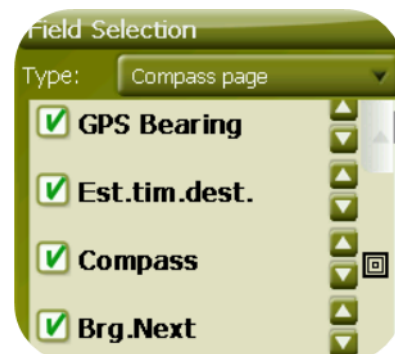 Field Selection
Type: Compass page
GPS Bearing
Est.tim.dest.
Compass
Brg.Next